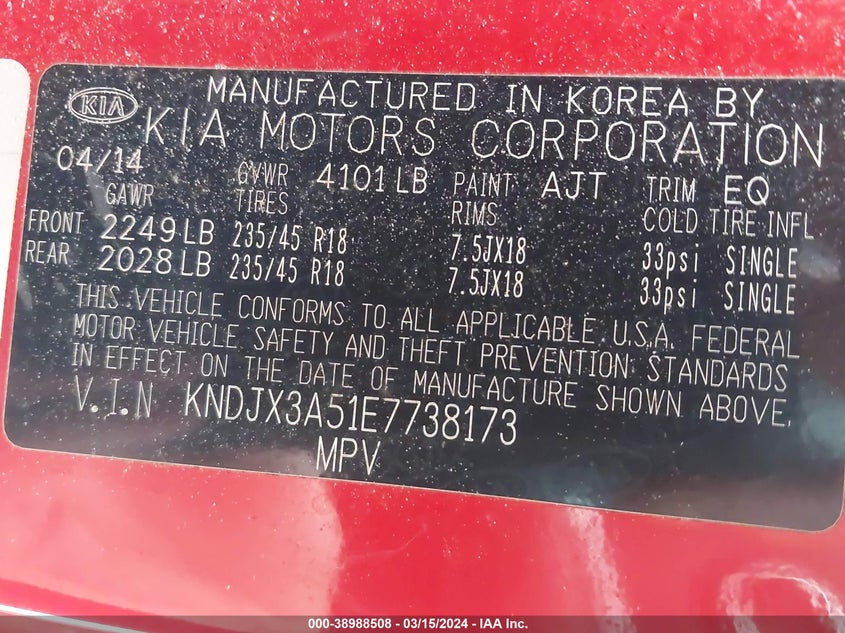 KIA
MANUFACTURED IN KOREA BY
KIA MOTORS CORPORATION
04/14 GVWR 4101 LB PAINT AJT TRIM EQ
GAWR TIRES RIMS COLD TIRE INFL
FRONT 2249 LB 235/45 R18 7.5JX18 33psi SINGLE
REAR 2028 LB 235/45 R18 7.5JX18 33psi SINGLE
THIS VEHICLE CONFORMS TO ALL APPLICABLE U.S.A. FEDERAL
MOTOR VEHICLE SAFETY AND THEFT PREVENTION STANDARDS
IN EFFECT ON THE DATE OF MANUFACTURE SHOWN ABOVE.
V.I.N KNDJX3A51E7738173
MPV
000-38988508 - 03/15/2024 - IAA Inc.